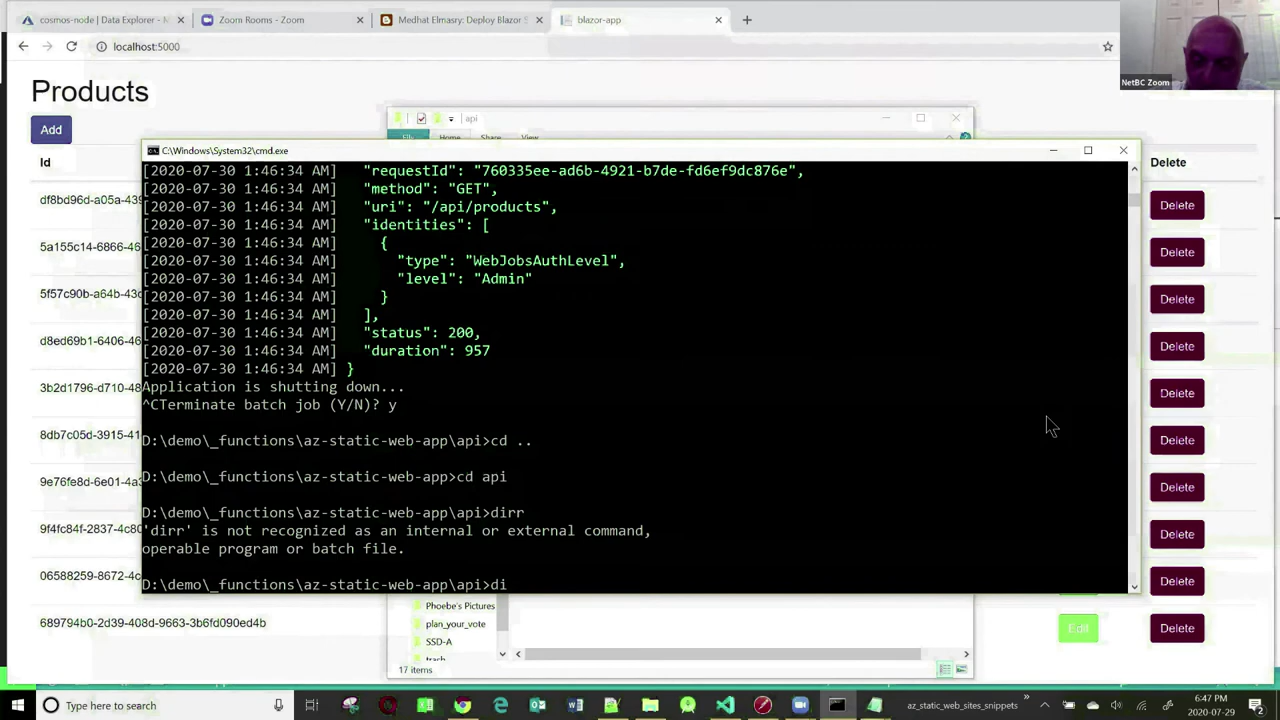 cosmos-node | Data Explorer - M
Zoom Rooms - Zoom
Medhat Elmasry: Deploy Blazor S
blazor-app
localhost:5000
NetBC Zoom
Products
Add
api
Home Share View
Id
Delete
C:\Windows\System32\cmd.exe
[2020-07-30 1:46:34 AM]   "requestId": "760335ee-ad6b-4921-b7de-fd6ef9dc876e",
[2020-07-30 1:46:34 AM]   "method": "GET",
[2020-07-30 1:46:34 AM]   "uri": "/api/products",
[2020-07-30 1:46:34 AM]   "identities": [
[2020-07-30 1:46:34 AM]     {
[2020-07-30 1:46:34 AM]       "type": "WebJobsAuthLevel",
[2020-07-30 1:46:34 AM]       "level": "Admin"
[2020-07-30 1:46:34 AM]     }
[2020-07-30 1:46:34 AM]   ],
[2020-07-30 1:46:34 AM]   "status": 200,
[2020-07-30 1:46:34 AM]   "duration": 957
[2020-07-30 1:46:34 AM] }
Application is shutting down...
^CTerminate batch job (Y/N)? y
D:\demo\_functions\az-static-web-app\api>cd ..
D:\demo\_functions\az-static-web-app>cd api
D:\demo\_functions\az-static-web-app\api>dirr
'dirr' is not recognized as an internal or external command,
operable program or batch file.
D:\demo\_functions\az-static-web-app\api>di
df8bd96d-a05a-439
Delete
5a155c14-6866-46
Delete
5f57c90b-a64b-43c
Delete
d8ed69b1-6406-46
Delete
3b2d1796-d710-48
Delete
8db7c05d-3915-41
Delete
9e76fe8d-6e01-4a
Delete
9f4fc84f-2837-4c80
Delete
06588259-8672-4c
Delete
689794b0-2d39-408d-9663-3b6fd090ed4b
Edit
Delete
Phoebe's Pictures
plan_your_vote
SSD-A
trash
17 items
Type here to search
az_static_web_sites_snippets
6:47 PM
2020-07-29
2